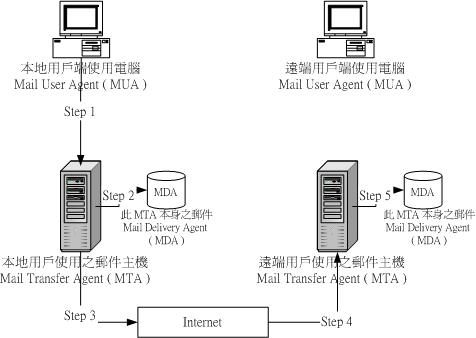 本地用戶端使用電腦
Mail User Agent ( MUA )
遠端用戶端使用電腦
Mail User Agent ( MUA )
Step 1
Step 2
MDA
此 MTA 本身之郵件
Mail Delivery Agent
( MDA )
Step 5
MDA
此 MTA 本身之郵件
Mail Delivery Agent
( MDA )
本地用戶使用之郵件主機
Mail Transfer Agent ( MTA )
遠端用戶使用之郵件主機
Mail Transfer Agent ( MTA )
Step 3
Internet
Step 4